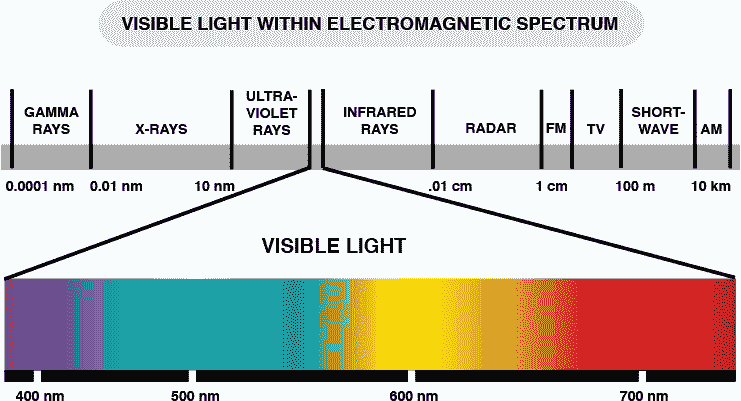 VISIBLE LIGHT WITHIN ELECTROMAGNETIC SPECTRUM
GAMMA
RAYS
X-RAYS
ULTRA-
VIOLET
RAYS
INFRARED
RAYS
RADAR
FM
TV
SHORT-
WAVE
AM
0.0001 nm
0.01 nm
10 nm
.01 cm
1 cm
100 m
10 km
VISIBLE LIGHT
400 nm
500 nm
600 nm
700 nm